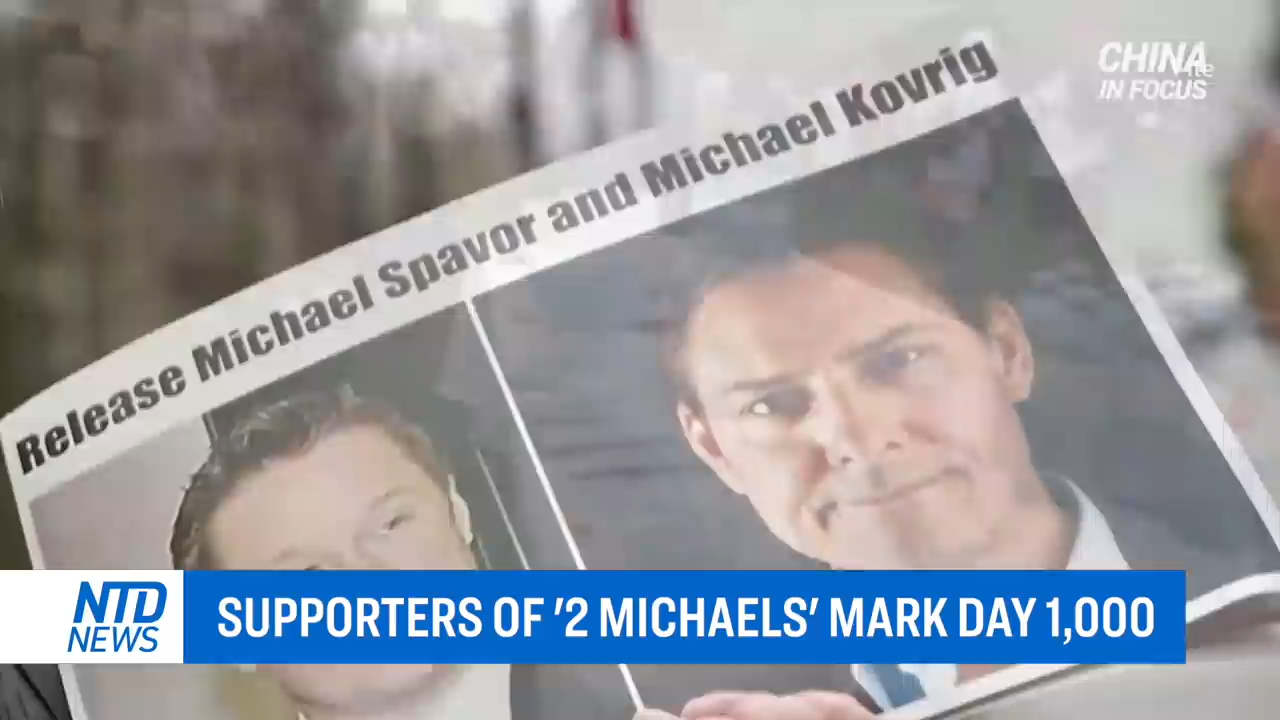 CHINA
IN FOCUS
Release Michael Spavor and Michael Kovrig
NTD
NEWS
SUPPORTERS OF '2 MICHAELS' MARK DAY 1,000